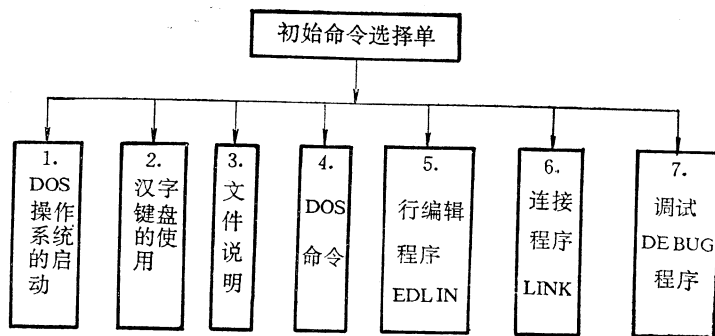 初始命令选择单
1.
DOS
操作
系统
的启
动
2.
汉字
键盘
的使
用
3.
文
件
说
明
4.
DOS
命令
5.
行编辑
程序
EDLIN
6.
连接
程序
LINK
7.
调试
DEBUG
程序